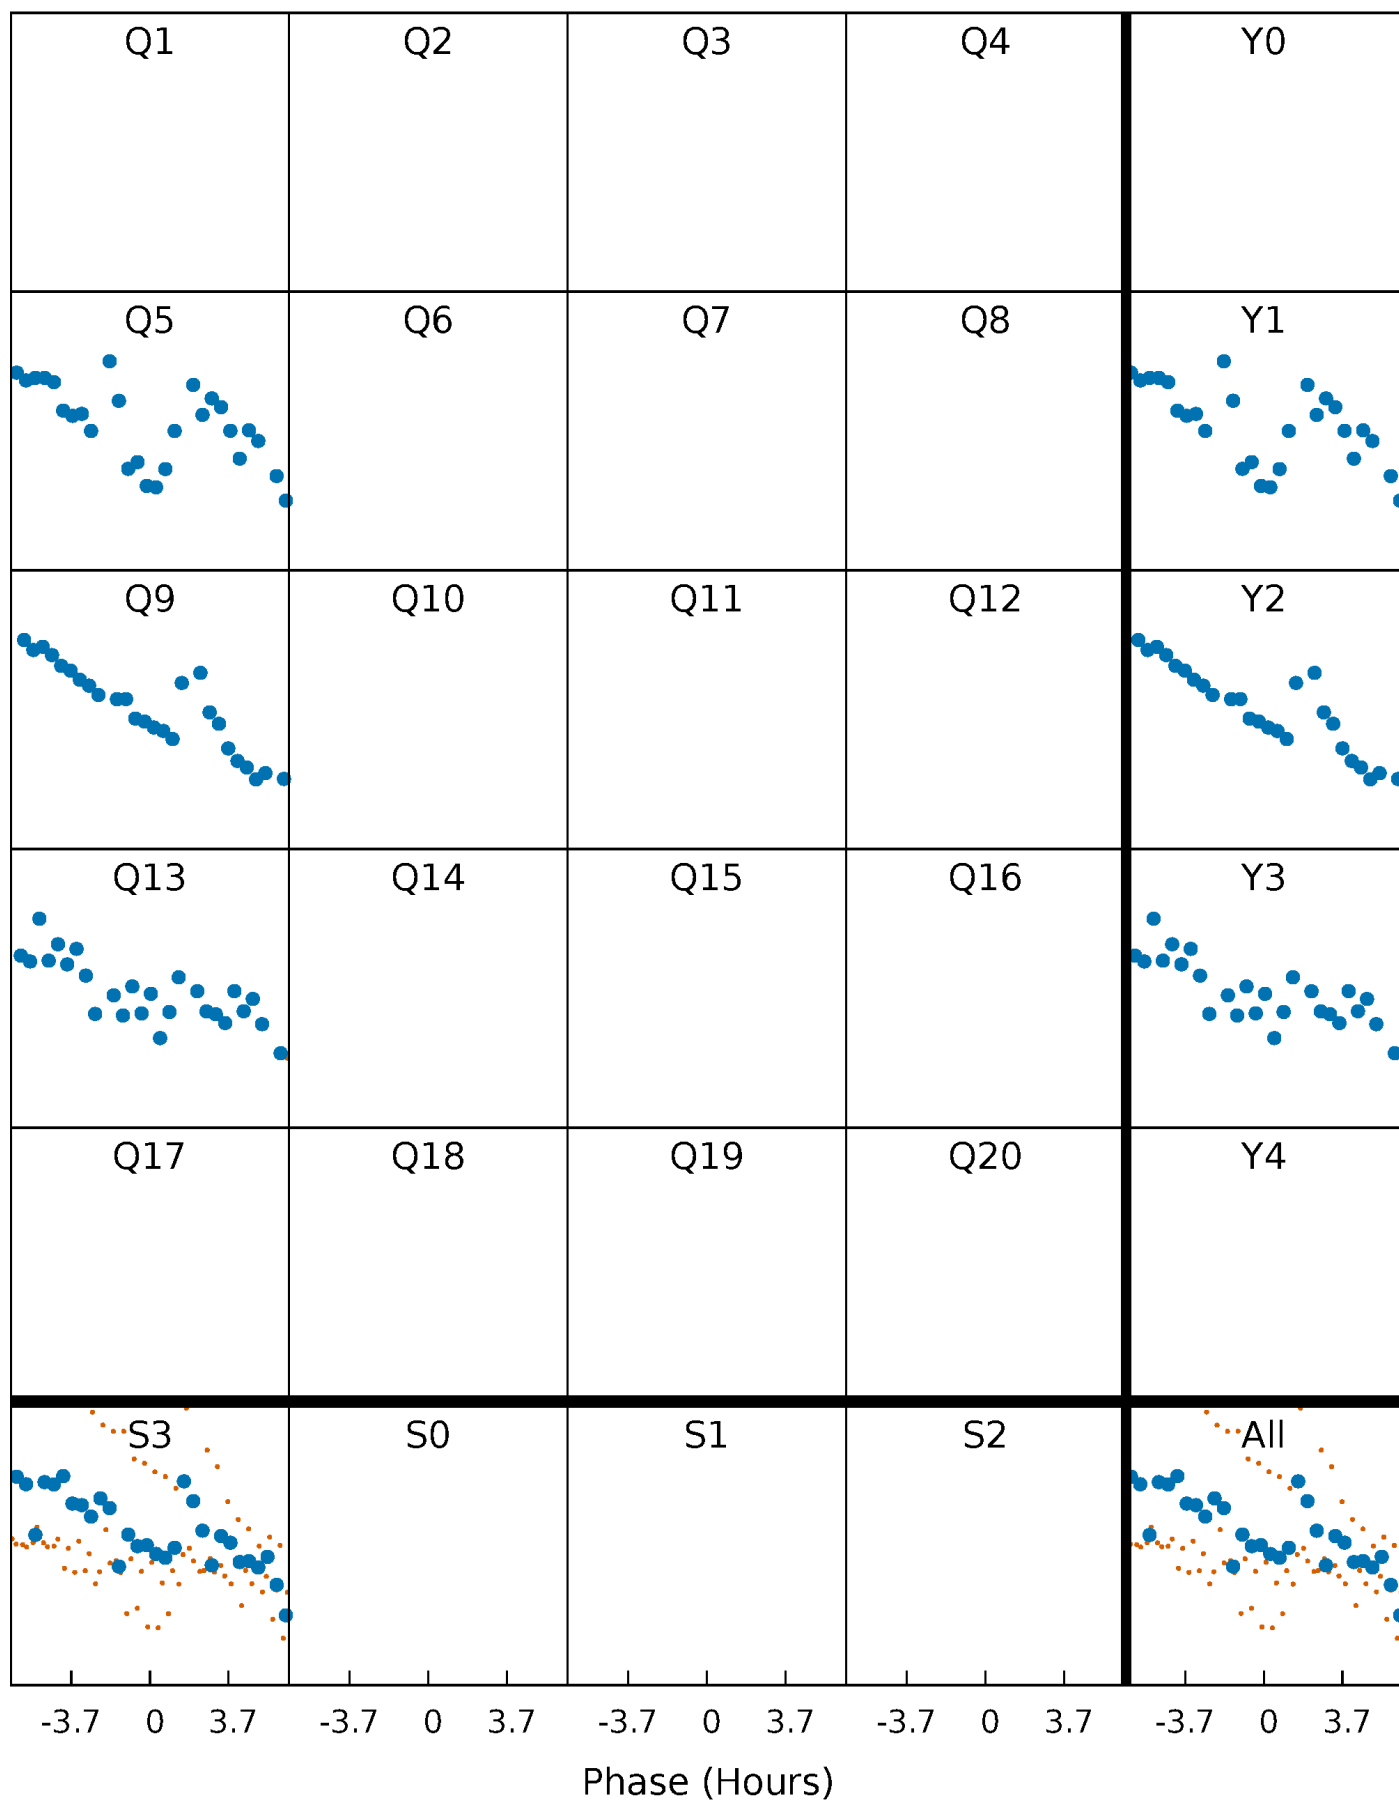 Q1 Q2 Q3 Q4 Y0
Q5 Q6 Q7 Q8 Y1
Q9 Q10 Q11 Q12 Y2
Q13 Q14 Q15 Q16 Y3
Q17 Q18 Q19 Q20 Y4
S3 S0 S1 S2 All
-3.7 0 3.7 -3.7 0 3.7 -3.7 0 3.7 -3.7 0 3.7 -3.7 0 3.7
Phase (Hours)